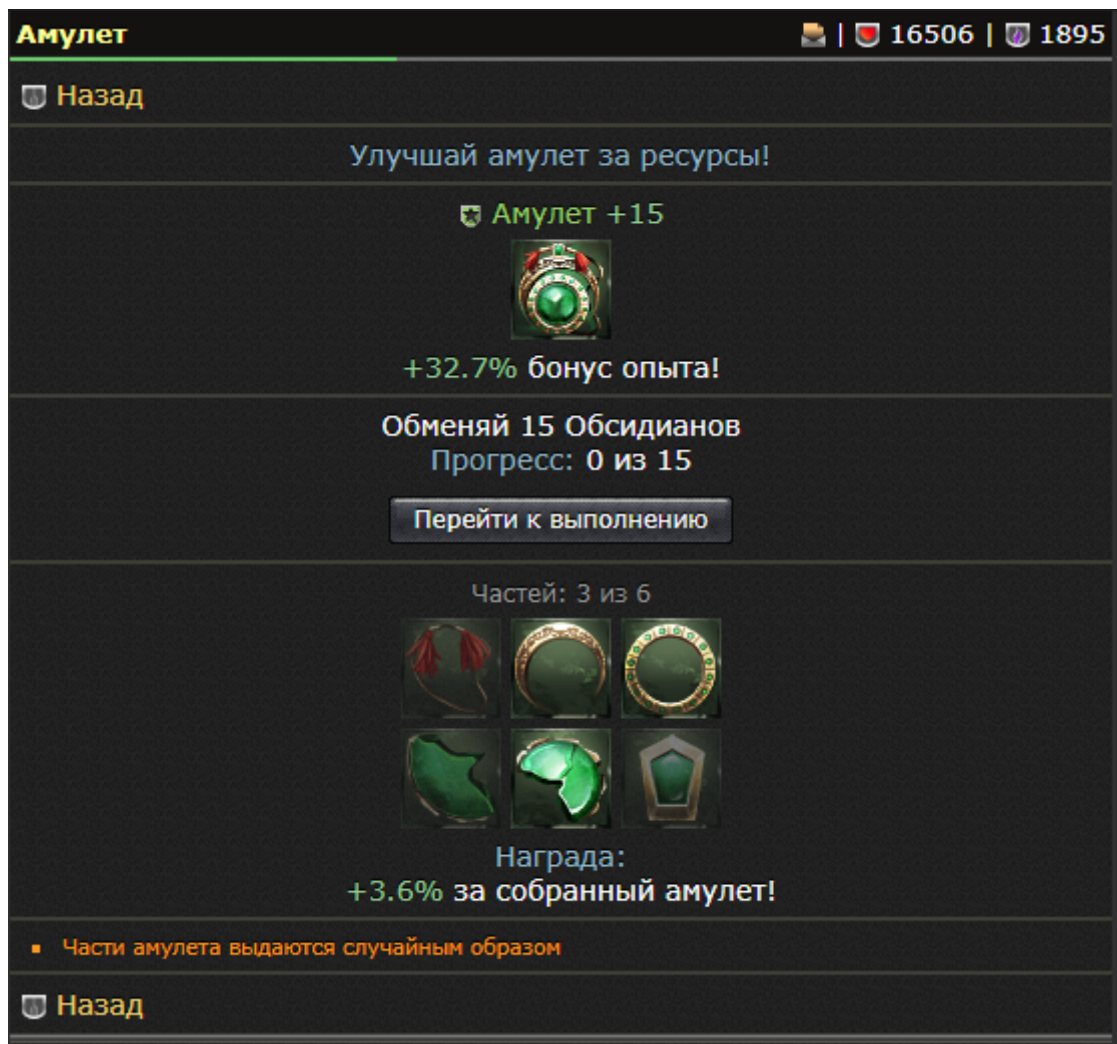 Амулет | 16506 | 1895
Назад
Улучшай амулет за ресурсы!
Амулет +15
+32.7% бонус опыта!
Обменяй 15 Обсидианов
Прогресс: 0 из 15
Перейти к выполнению
Частей: 3 из 6
Награда:
+3.6% за собранный амулет!
Части амулета выдаются случайным образом
Назад